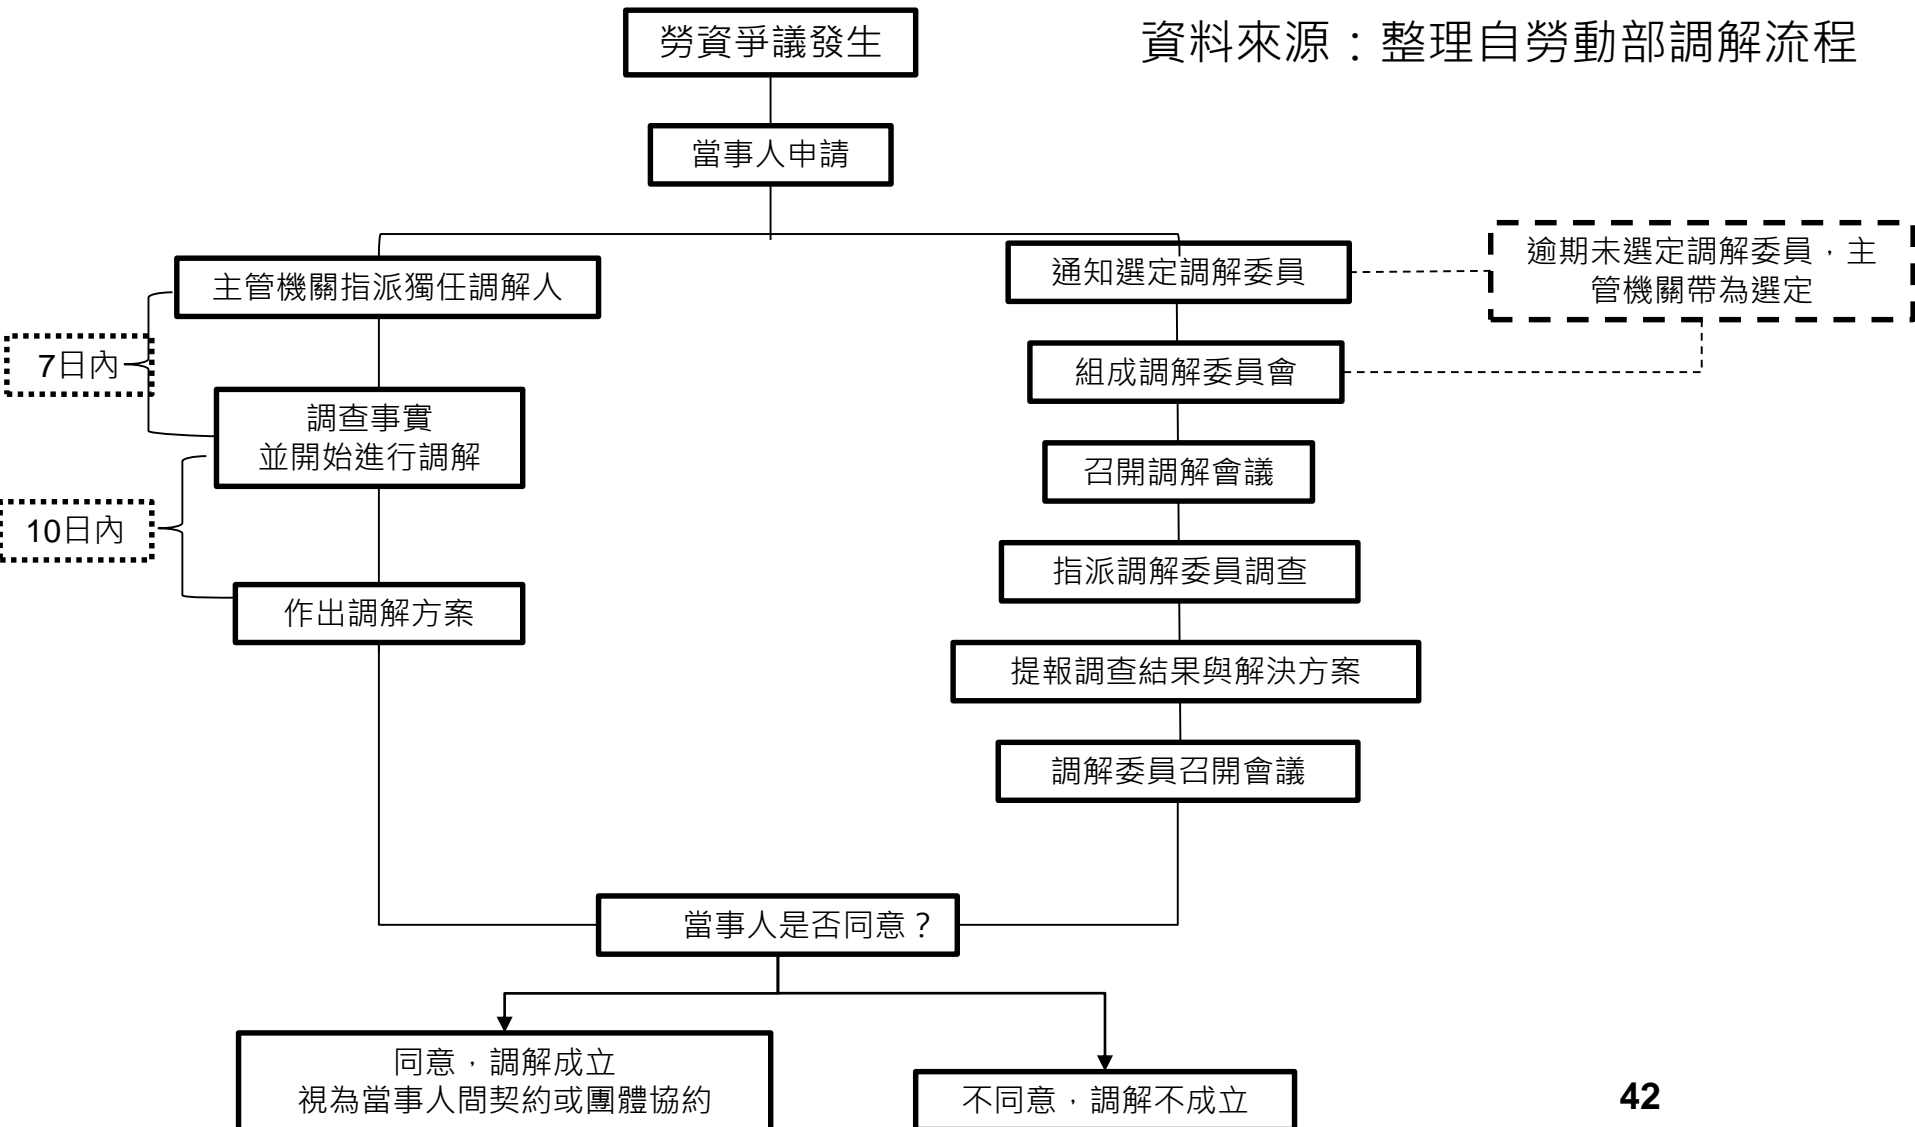 勞資爭議發生
資料來源：整理自勞動部調解流程
當事人申請
主管機關指派獨任調解人
通知選定調解委員
逾期未選定調解委員，主
管機關帶為選定
7日內
組成調解委員會
調查事實
並開始進行調解
召開調解會議
10日內
指派調解委員調查
作出調解方案
提報調查結果與解決方案
調解委員召開會議
當事人是否同意？
同意，調解成立
視為當事人間契約或團體協約
不同意，調解不成立
42